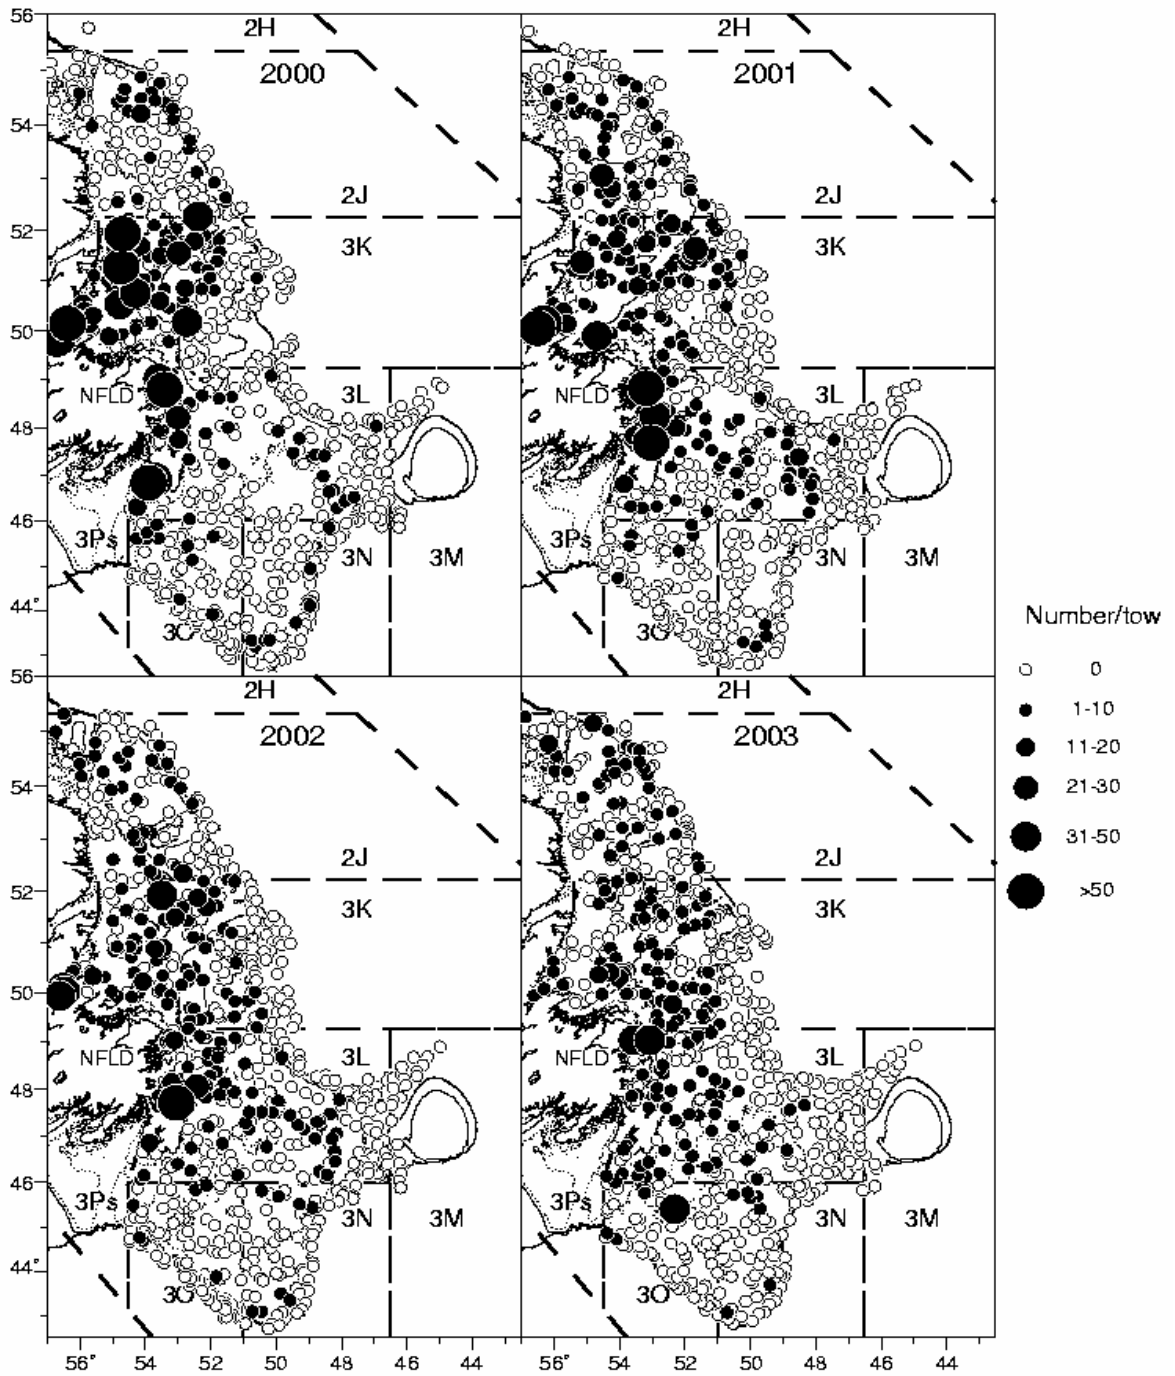 56
2H
2H
2000
2001
54
2J
2J
52
3K
3K
50
NFLD
3L
NFLD
3L
48
46
3Ps
3N
3M
3Ps
3N
3M
44°
3O
3O
Number/tow
0
1-10
11-20
21-30
31-50
>50
56
2H
2H
2002
2003
54
2J
2J
52
3K
3K
50
NFLD
3L
NFLD
3L
48
46
3Ps
3N
3M
3Ps
3N
3M
44°
3O
3O
56° 54 52 50 48 46 44 56° 54 52 50 48 46 44